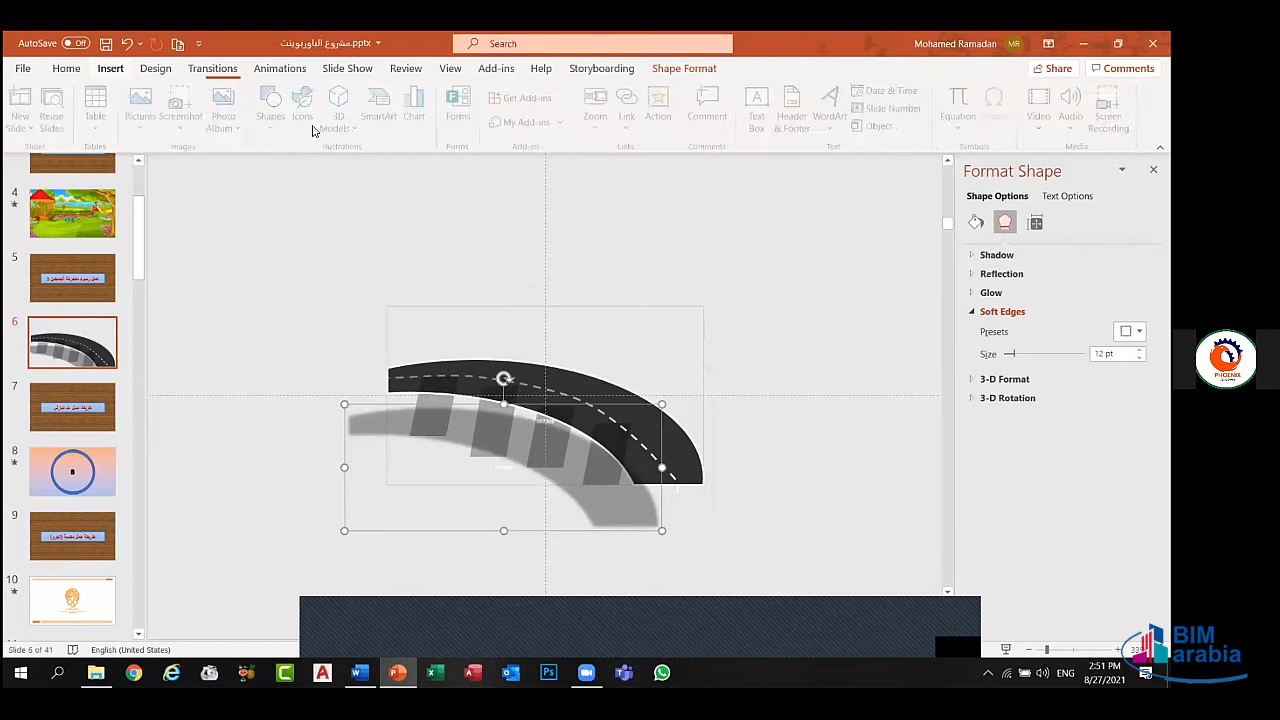 AutoSave Off
مشروع الباوربوينت.pptx
Search
Mohamed Ramadan MR
File Home Insert Design Transitions Animations Slide Show Review View Add-ins Help Storyboarding Shape Format
Share Comments
New Slide
Reuse Slides
Table
Pictures
Screenshot
Photo Album
Shapes
Icons
3D Models
SmartArt
Chart
Forms
Get Add-ins
My Add-ins
Zoom
Link
Action
Comment
Text Box
Header & Footer
WordArt
Date & Time
Slide Number
Object
Equation
Video
Audio
Screen Recording
Slides Tables Images Illustrations Forms Add-ins Links Comments Text Symbols Media
Format Shape
Shape Options Text Options
Shadow
Reflection
Glow
Soft Edges
Presets
Size 12 pt
3-D Format
3-D Rotation
4
5
6
7
8
9
10
PHOENIX
Slide 6 of 41 English (United States)
BIM
arabia
ENG
2:51 PM
8/27/2021